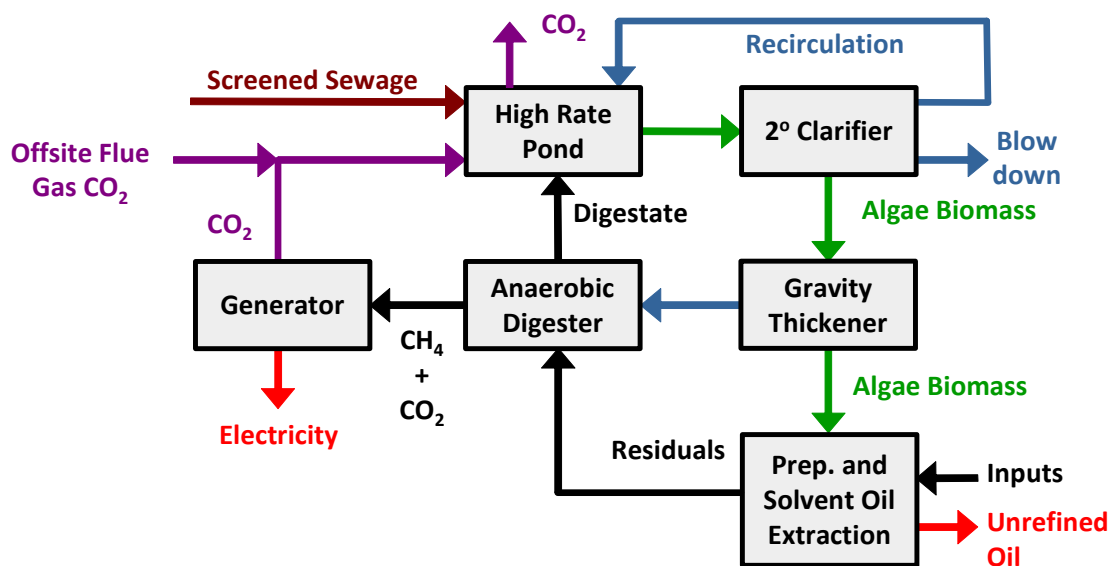 CO₂
Recirculation
Screened Sewage
High Rate
Pond
2º Clarifier
Offsite Flue
Gas CO₂
Blow
down
CO₂
Digestate
Algae Biomass
Generator
Anaerobic
Digester
Gravity
Thickener
CH₄
+
CO₂
Algae Biomass
Electricity
Residuals
Prep. and
Solvent Oil
Extraction
Inputs
Unrefined
Oil